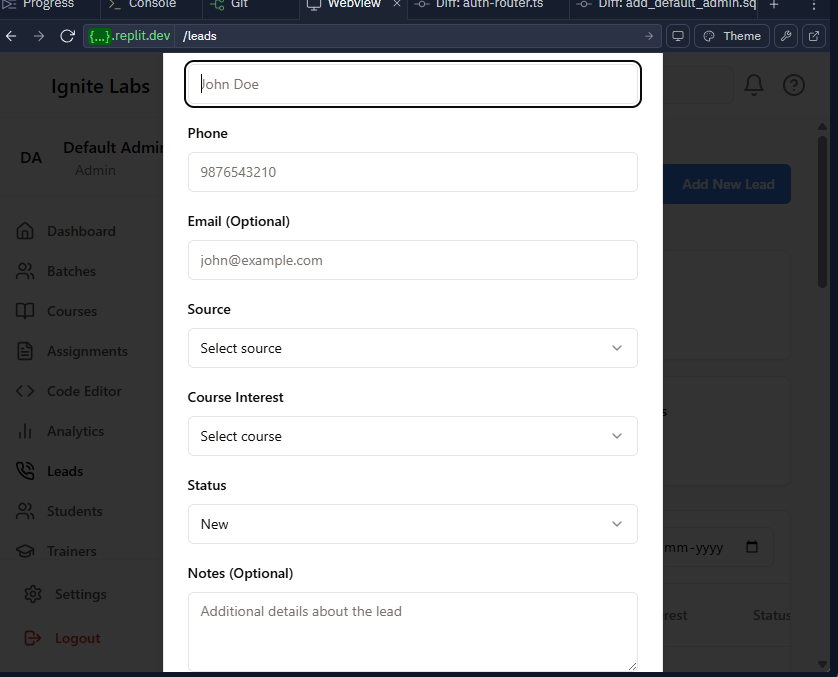 Progress Console Git Webview Diff: auth-router.ts Diff: add_default_admin.sq
{...}.replit.dev /leads Theme
Ignite Labs
DA
Default Admin
Admin
Add New Lead
Dashboard
Batches
Courses
Assignments
Code Editor
Analytics
Leads
Students
Trainers
Settings
Logout
John Doe
Phone
9876543210
Email (Optional)
john@example.com
Source
Select source
Course Interest
Select course
Status
New
Notes (Optional)
Additional details about the lead
s
mm-yyyy
rest Status